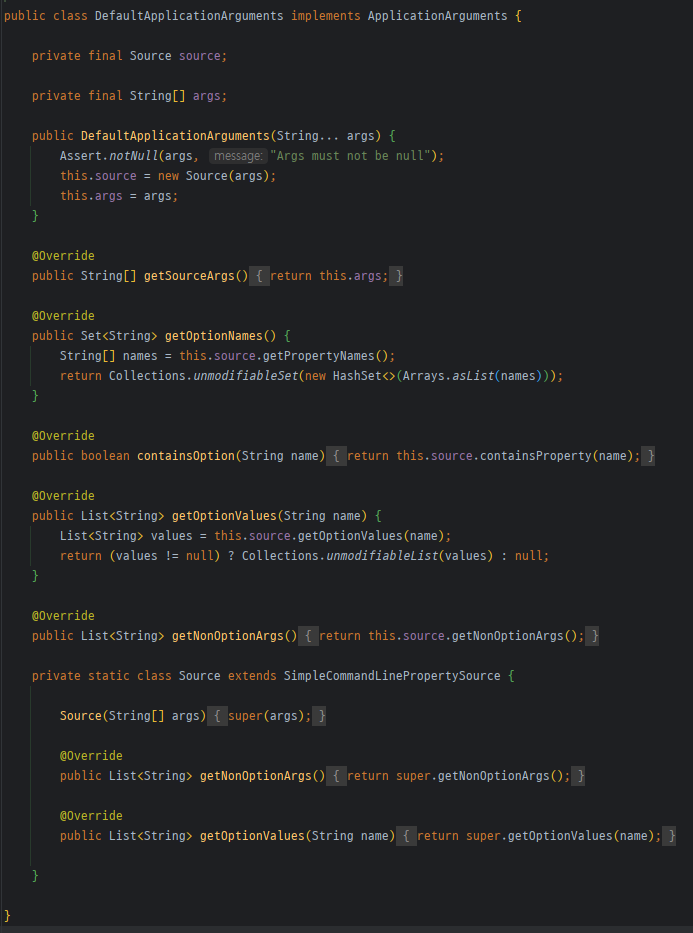 public class DefaultApplicationArguments implements ApplicationArguments {
private final Source source;
private final String[] args;
public DefaultApplicationArguments(String... args) {
Assert.notNull(args, message: "Args must not be null");
this.source = new Source(args);
this.args = args;
}
@Override
public String[] getSourceArgs() { return this.args; }
@Override
public Set<String> getOptionNames() {
String[] names = this.source.getPropertyNames();
return Collections.unmodifiableSet(new HashSet<>(Arrays.asList(names)));
}
@Override
public boolean containsOption(String name) { return this.source.containsProperty(name); }
@Override
public List<String> getOptionValues(String name) {
List<String> values = this.source.getOptionValues(name);
return (values != null) ? Collections.unmodifiableList(values) : null;
}
@Override
public List<String> getNonOptionArgs() { return this.source.getNonOptionArgs(); }
private static class Source extends SimpleCommandLinePropertySource {
Source(String[] args) { super(args); }
@Override
public List<String> getNonOptionArgs() { return super.getNonOptionArgs(); }
@Override
public List<String> getOptionValues(String name) { return super.getOptionValues(name); }
}
}